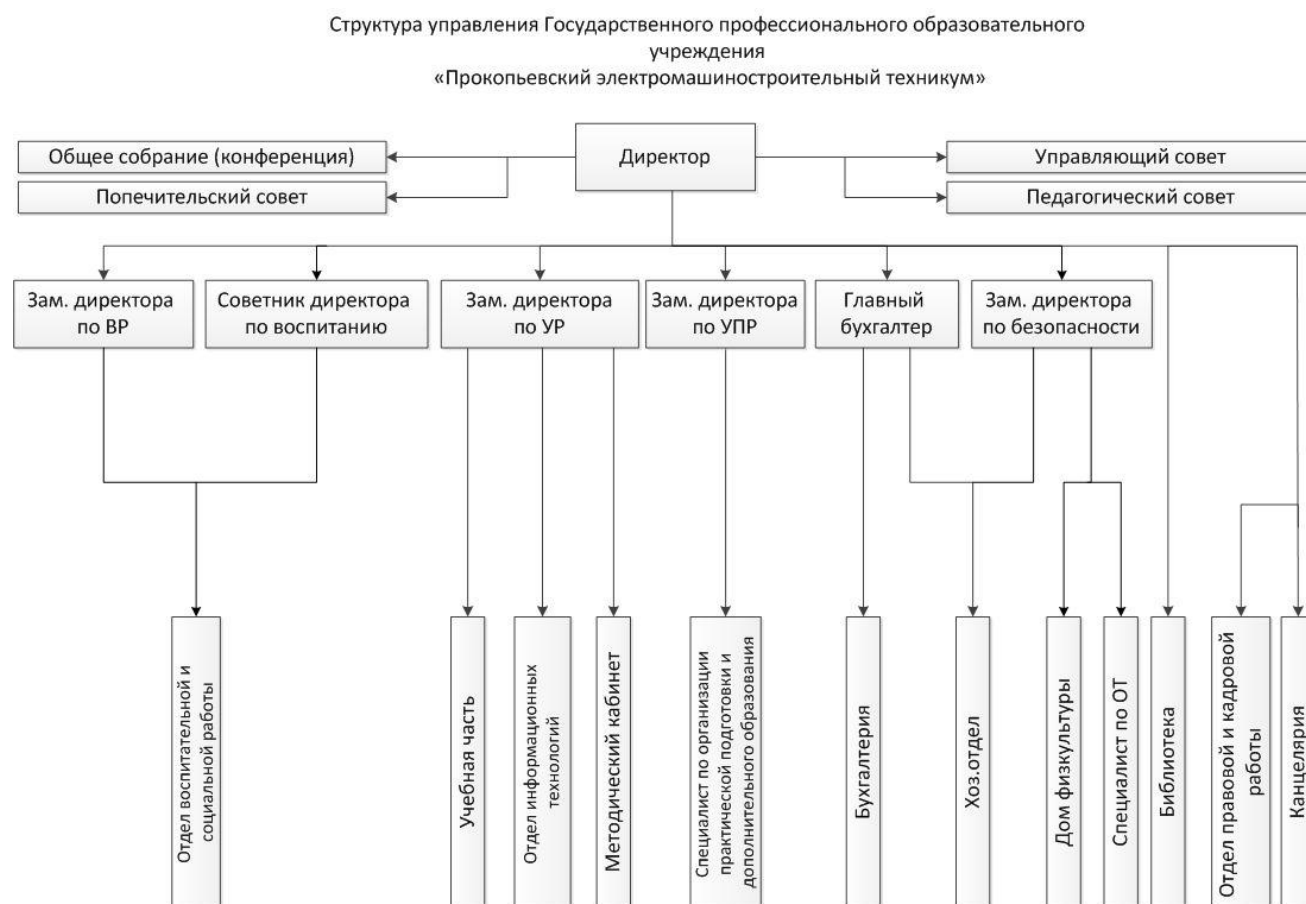 Структура управления Государственного профессионального образовательного
учреждения
«Прокопьевский электромашиностроительный техникум»
Директор
Общее собрание (конференция)
Попечительский совет
Управляющий совет
Педагогический совет
Зам. директора
по ВР
Советник директора
по воспитанию
Зам. директора
по УР
Зам. директора
по УПР
Главный
бухгалтер
Зам. директора
по безопасности
Отдел воспитательной и
социальной работы
Учебная часть
Отдел информационных
технологий
Методический кабинет
Специалист по организации
практической подготовки и
дополнительного образования
Бухгалтерия
Хоз.отдел
Дом физкультуры
Специалист по ОТ
Библиотека
Отдел правовой и кадровой
работы
Канцелярия